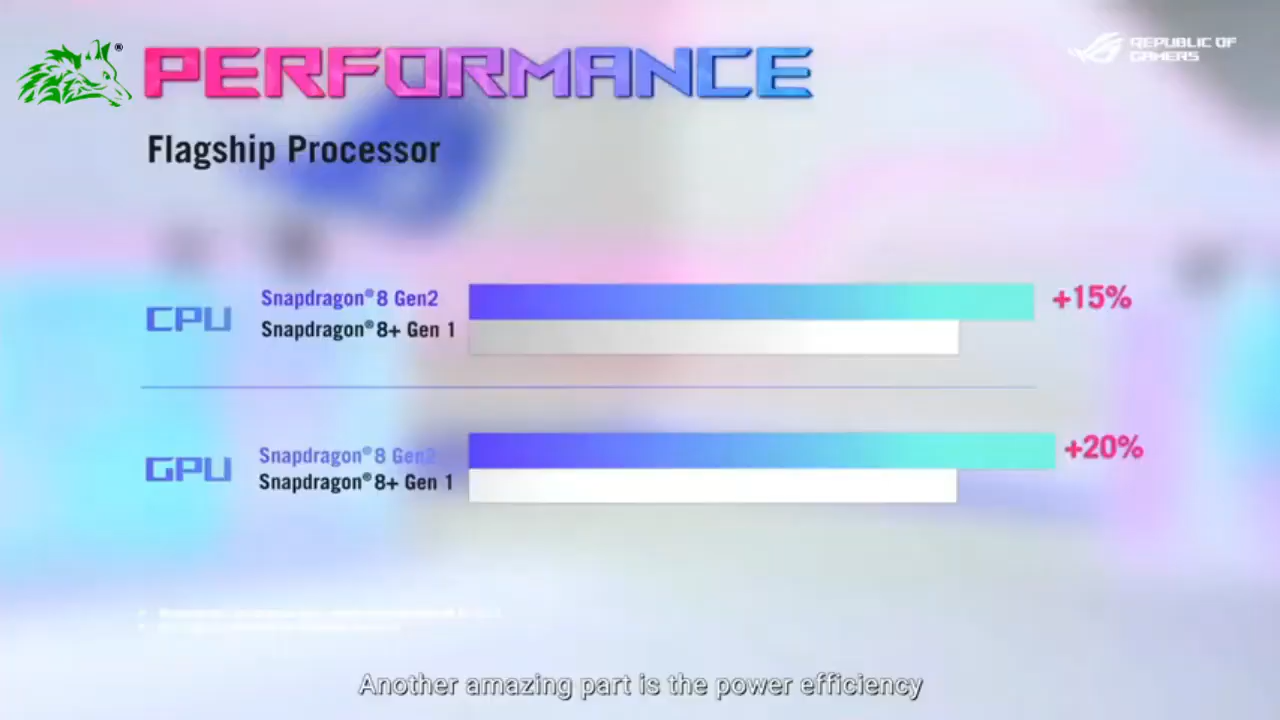 PERFORMANCE
REPUBLIC OF
GAMERS
Flagship Processor
CPU
Snapdragon® 8 Gen2
+15%
Snapdragon® 8+ Gen 1
GPU
Snapdragon® 8 Gen2
+20%
Snapdragon® 8+ Gen 1
Another amazing part is the power efficiency